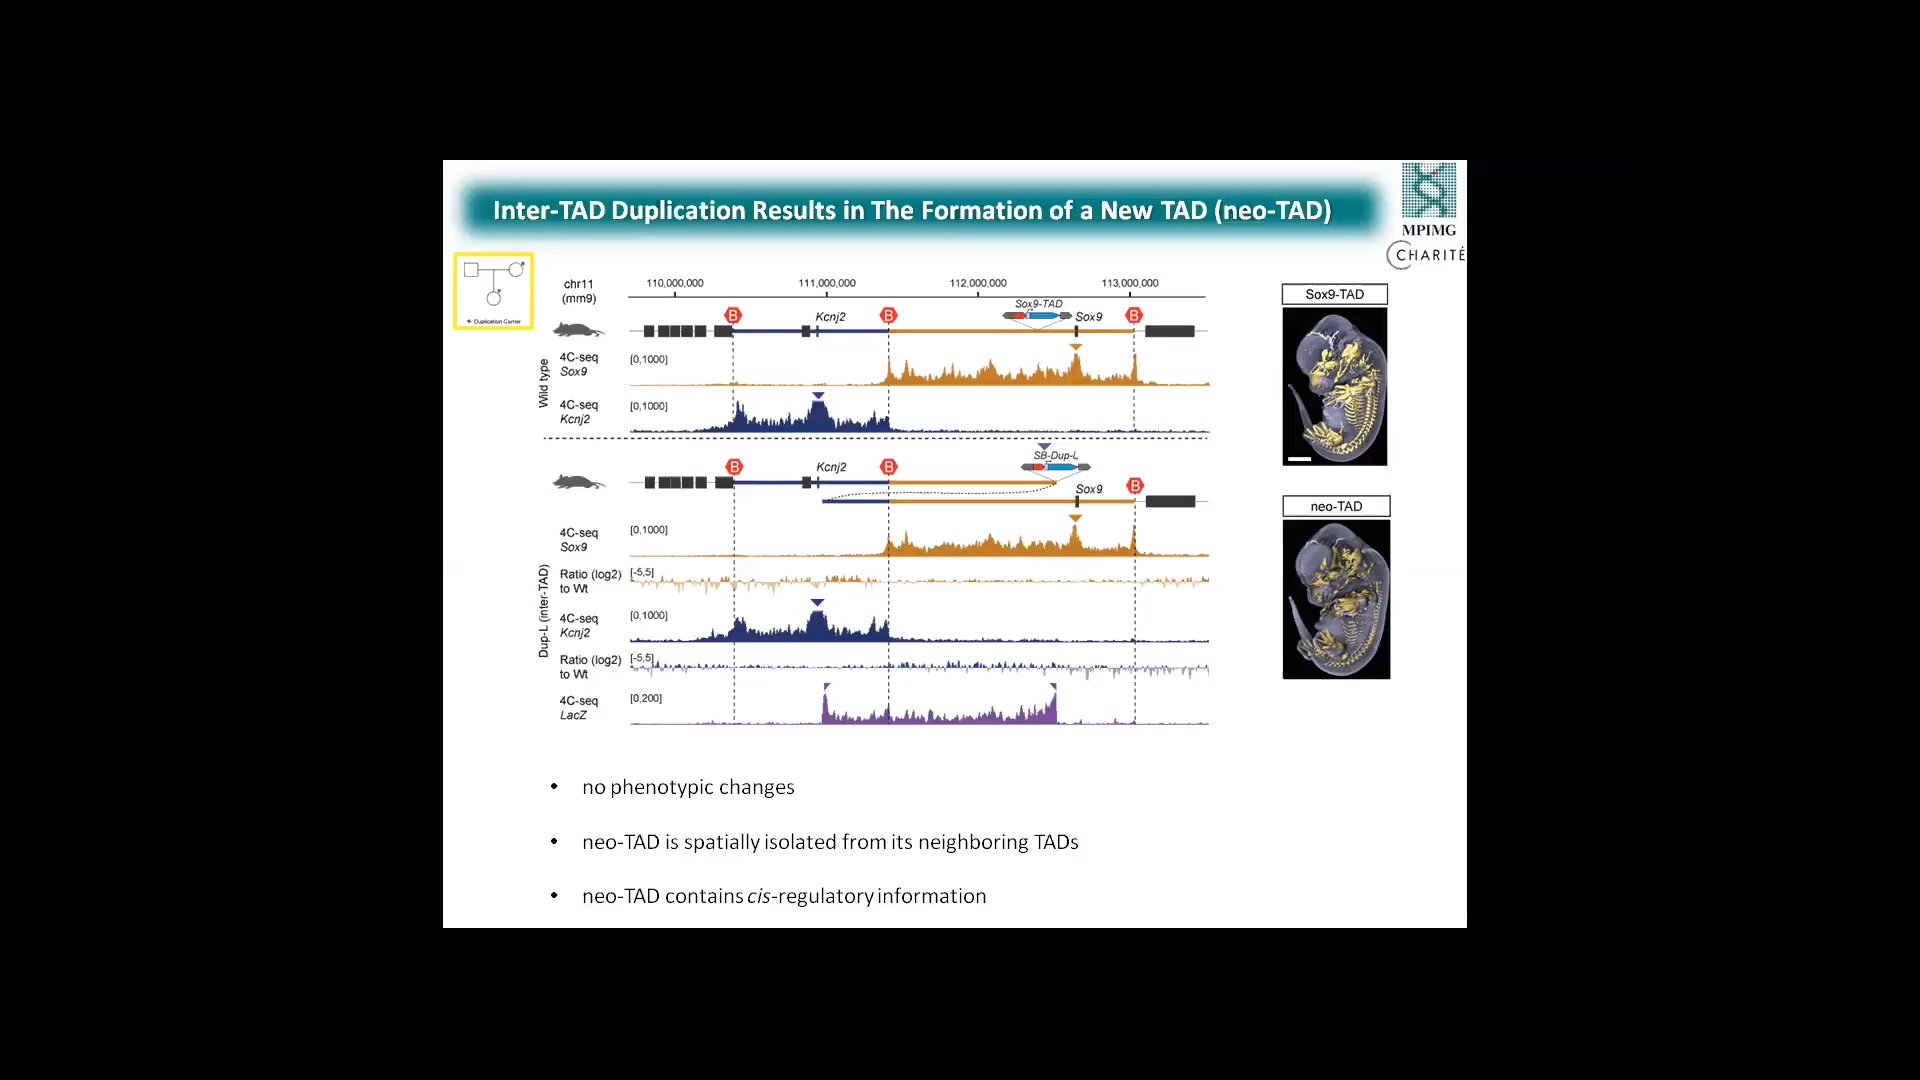 Inter-TAD Duplication Results in The Formation of a New TAD (neo-TAD)
MPIMG
CHARITÉ
* Duplication Carrier
chr11
(mm9)
110,000,000 111,000,000 112,000,000 113,000,000
Sox9-TAD
B Kcnj2 B Sox9 B
Wild type
4C-seq
Sox9
[0,1000]
4C-seq
Kcnj2
[0,1000]
SB-Dup-L
B Kcnj2 B
Sox9 B
Dup-L (inter-TAD)
4C-seq
Sox9
[0,1000]
Ratio (log2)
to Wt
[-5,5]
4C-seq
Kcnj2
[0,1000]
Ratio (log2)
to Wt
[-5,5]
4C-seq
LacZ
[0,200]
Sox9-TAD
neo-TAD
• no phenotypic changes
• neo-TAD is spatially isolated from its neighboring TADs
• neo-TAD contains cis-regulatory information